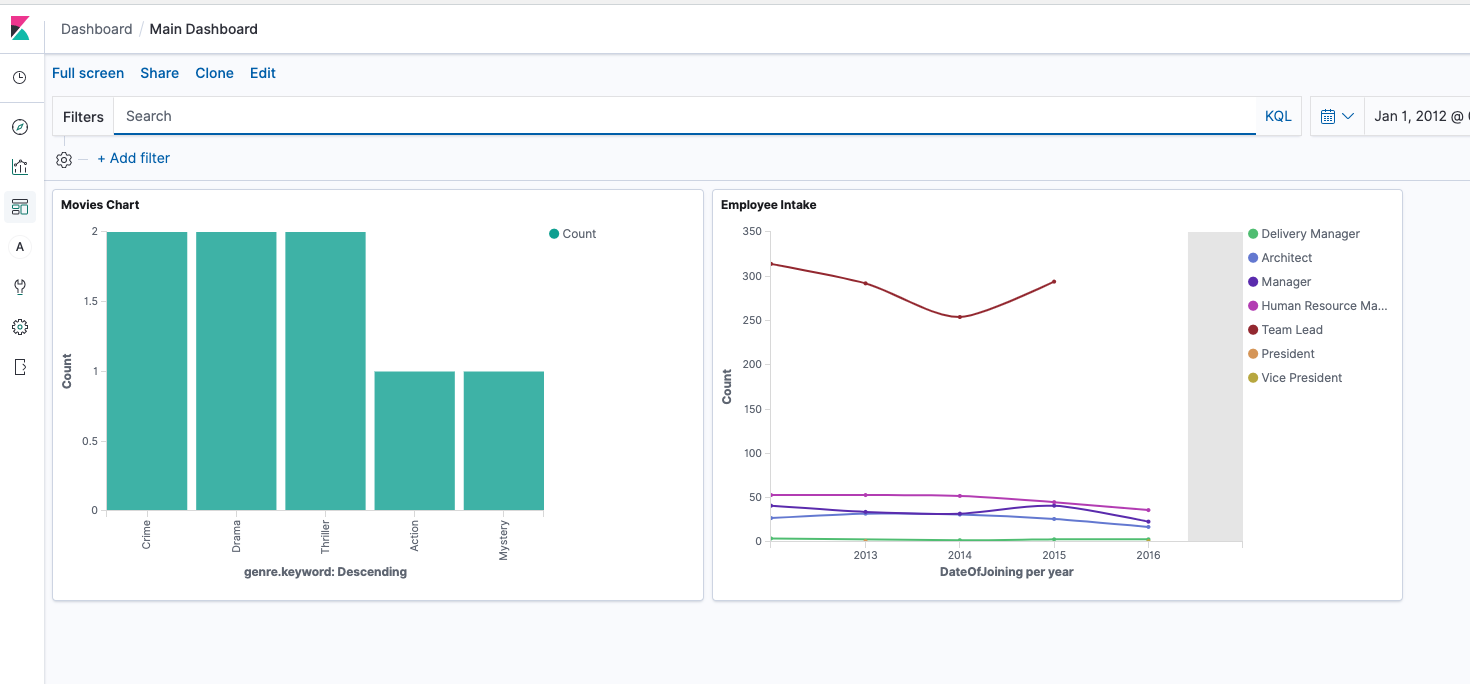 Dashboard / Main Dashboard
Full screen Share Clone Edit
Filters Search KQL Jan 1, 2012 @
+ Add filter
A
Movies Chart
2
1.5
1
0.5
0
Count
Crime
Drama
Thriller
Action
Mystery
genre.keyword: Descending
Count
Employee Intake
350
300
250
200
150
100
50
0
Count
2013
2014
2015
2016
DateOfJoining per year
Delivery Manager
Architect
Manager
Human Resource Ma...
Team Lead
President
Vice President